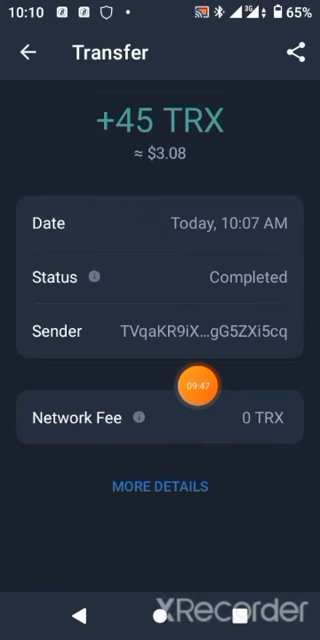 10:10 3G 65%
Transfer
+45 TRX
≈ $3.08
Date Today, 10:07 AM
Status Completed
Sender TVqaKR9iX...gG5ZXi5cq
09:47
Network Fee 0 TRX
MORE DETAILS
XRecorder